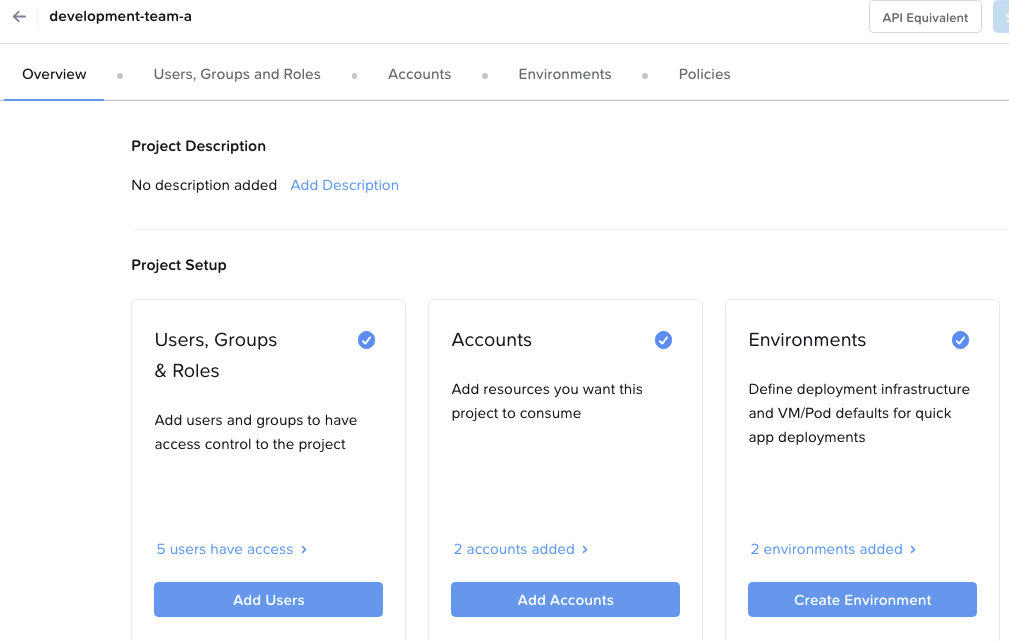 development-team-a
API Equivalent
Overview
Users, Groups and Roles
Accounts
Environments
Policies
Project Description
No description added Add Description
Project Setup
Users, Groups
& Roles
Add users and groups to have
access control to the project
5 users have access
Add Users
Accounts
Add resources you want this
project to consume
2 accounts added
Add Accounts
Environments
Define deployment infrastructure
and VM/Pod defaults for quick
app deployments
2 environments added
Create Environment